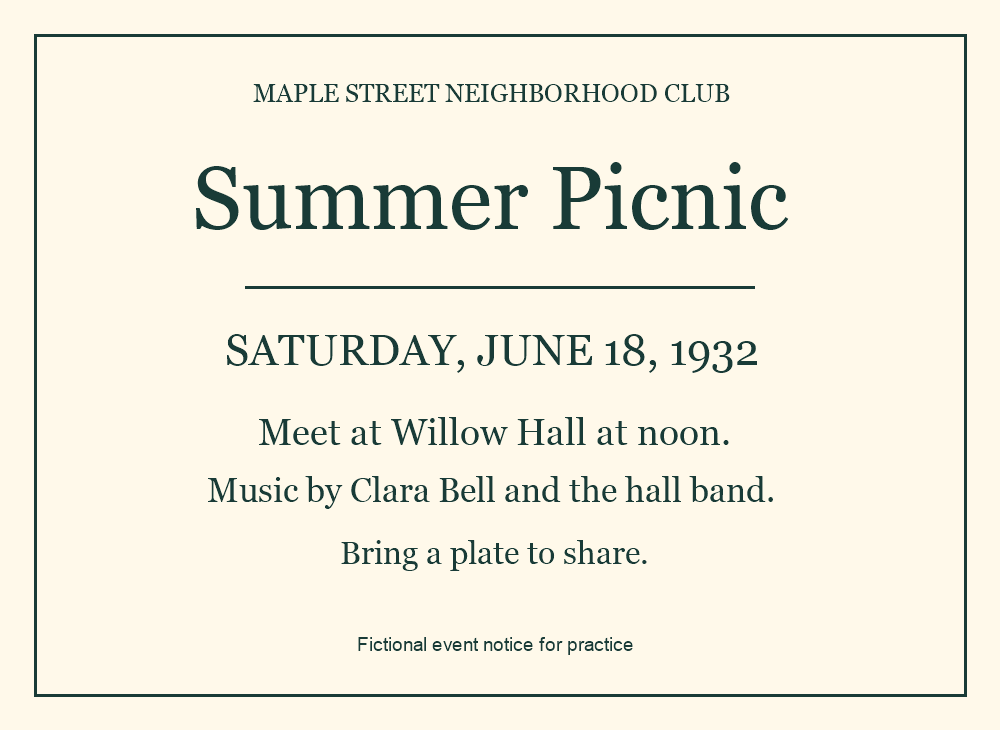 MAPLE STREET NEIGHBORHOOD CLUB
Summer Picnic
SATURDAY, JUNE 18, 1932
Meet at Willow Hall at noon.
Music by Clara Bell and the hall band.
Bring a plate to share.
Fictional event notice for practice